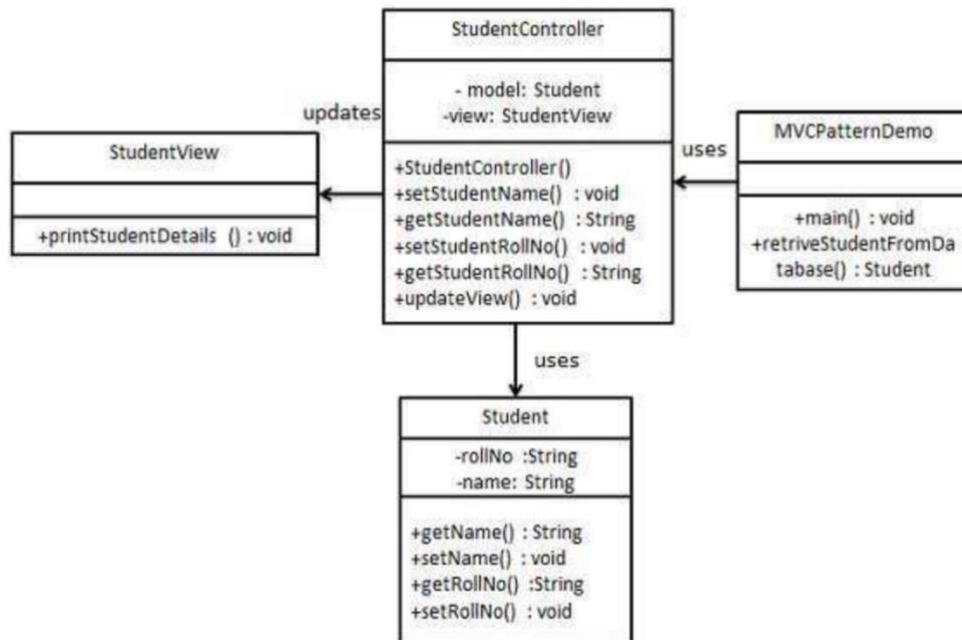 StudentController
- model: Student
-view: StudentView
+StudentController()
+setStudentName() : void
+getStudentName() : String
+setStudentRollNo() : void
+getStudentRollNo() : String
+updateView() : void
updates
StudentView
+printStudentDetails () : void
uses
MVCPatternDemo
+main() : void
+retriveStudentFromDa
tabase() : Student
uses
Student
-rollNo :String
-name: String
+getName() : String
+setName() : void
+getRollNo() :String
+setRollNo() : void